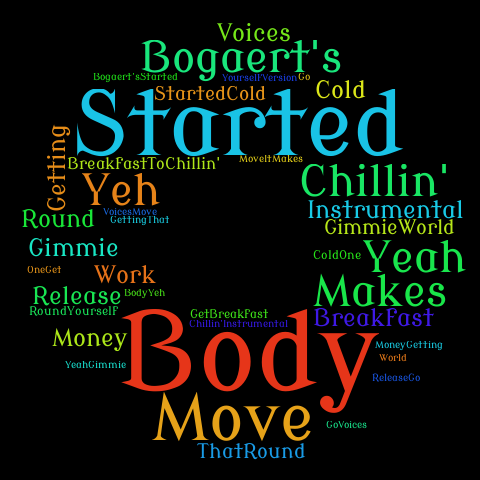 Voices
Bogaert's
Bogaert'sStarted YourselfVersion Go
StartedCold Cold
Started
Getting
BreakFastToChillin' MoveItMakes
Yeh Chillin'
VoicesMove Instrumental
Round GettingThat GimmieWorld
Gimmie ColdOne Yeah
OneGet Work
Release BodyYeh Makes
RoundYourself GetBreakFast BreakFast
Chillin'Instrumental
Body
Money MoneyGetting
World
YeahGimmie ReleaseGo
Move
GoVoices
ThatRound